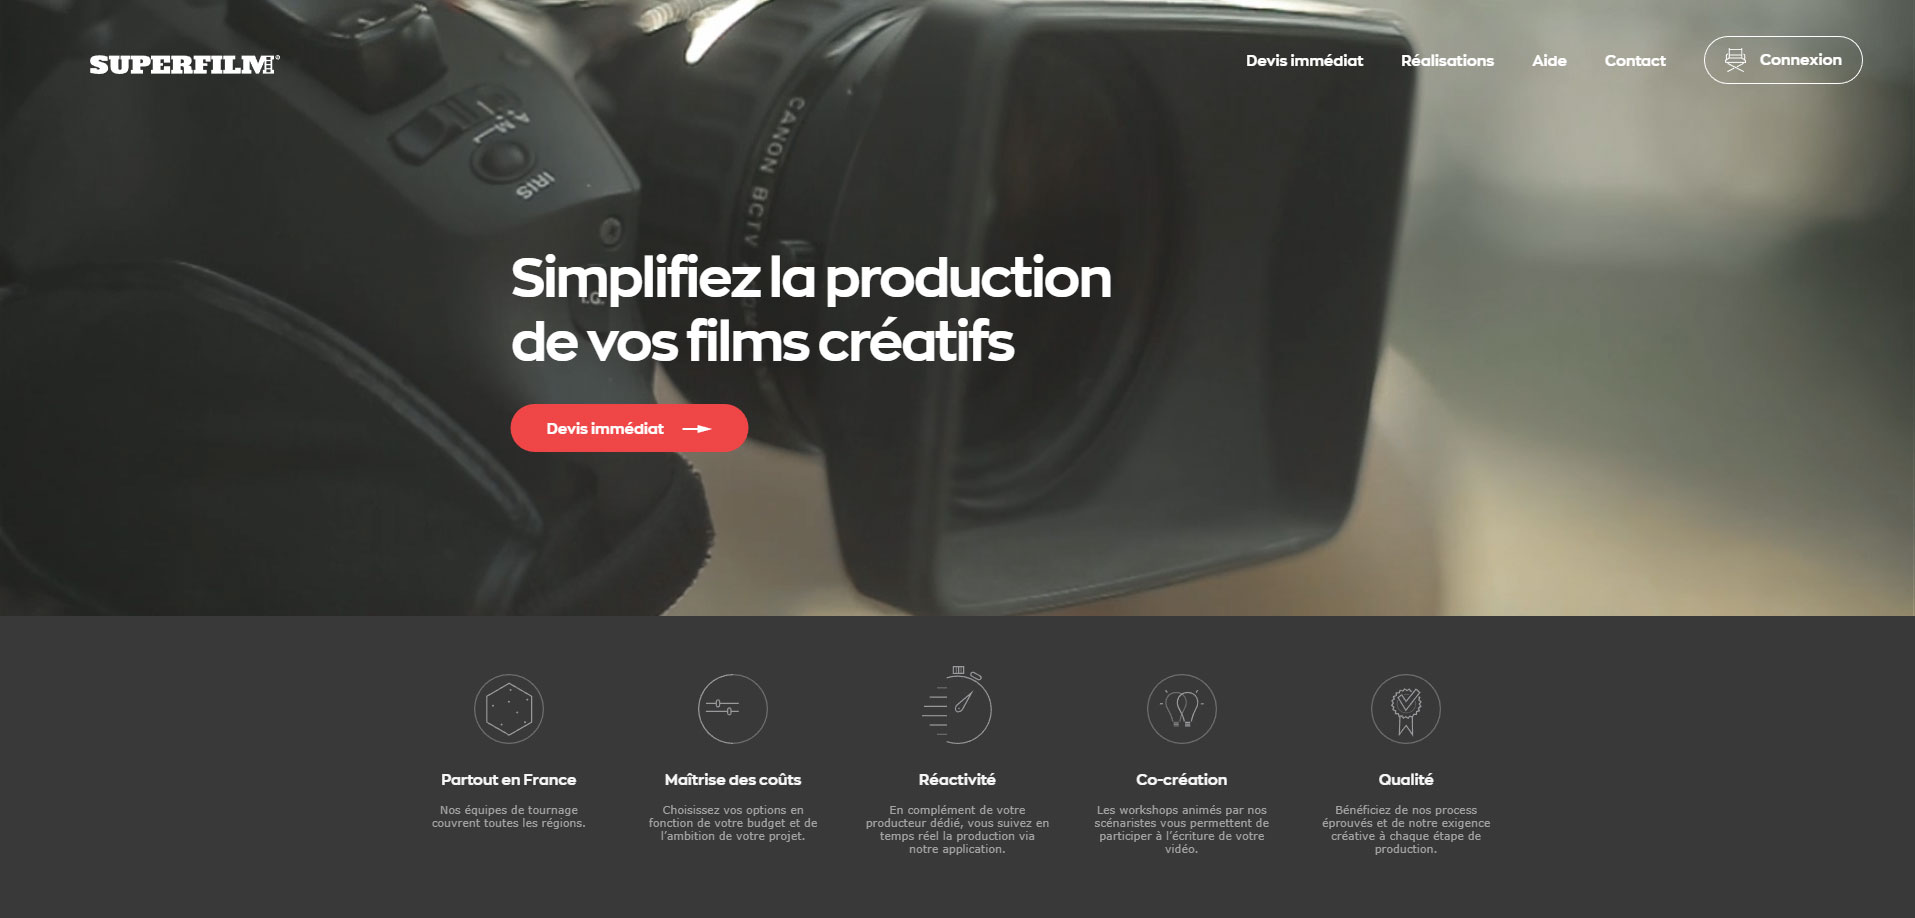 SUPERFILM®
Devis immédiat
Réalisations
Aide
Contact
Connexion
A
M
IRIS
CANON BCTV
Simplifiez la production
de vos films créatifs
Devis immédiat
Partout en France
Nos équipes de tournage
couvrent toutes les régions.
Maîtrise des coûts
Choisissez vos options en
fonction de votre budget et de
l’ambition de votre projet.
Réactivité
En complément de votre
producteur dédié, vous suivez en
temps réel la production via
notre application.
Co-création
Les workshops animés par nos
scénaristes vous permettent de
participer à l’écriture de votre
vidéo.
Qualité
Bénéficiez de nos process
éprouvés et de notre exigence
créative à chaque étape de
production.